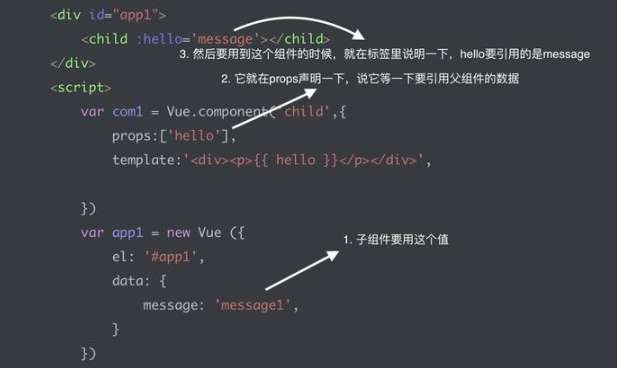 <div id="app1">
<child :hello='message'></child>
3. 然后要用到这个组件的时候，就在标签里说明一下，hello要引用的是message
</div>
2. 它就在props声明一下，说它等一下要引用父组件的数据
<script>
var com1 = Vue.component('child',{
props:['hello'],
template:'<div><p>{{ hello }}</p></div>',
})
var app1 = new Vue ({
1. 子组件要用这个值
el: '#app1',
data: {
message: 'message1',
}
})